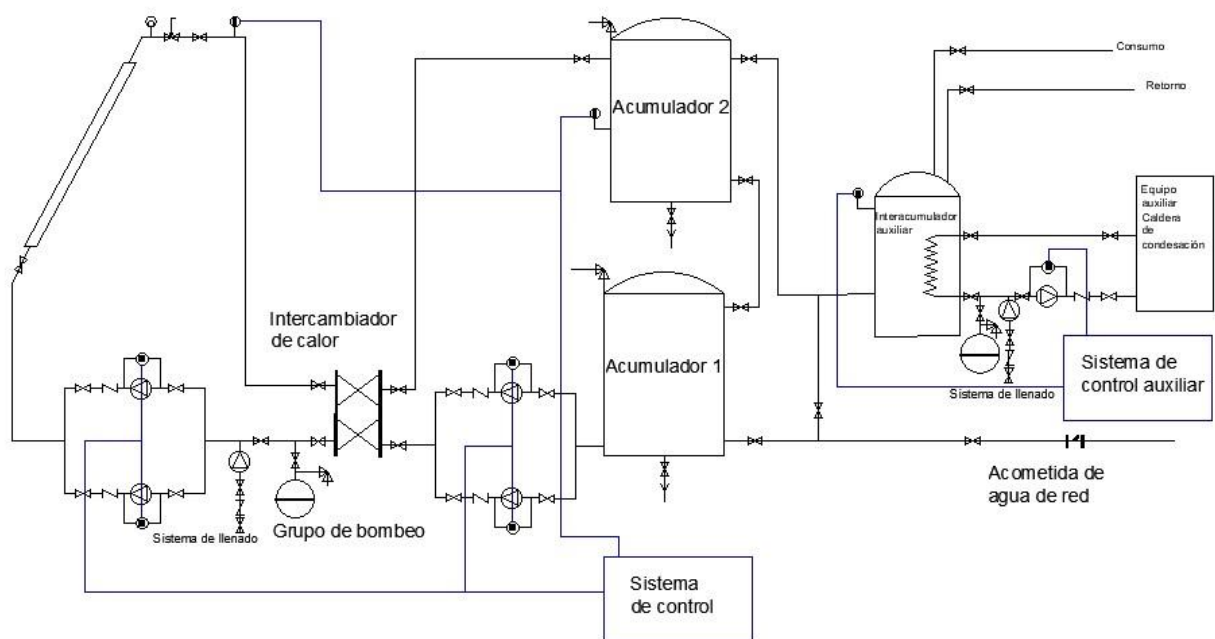 Consumo
Retorno
Acumulador 2
Interacumulador
auxiliar
Equipo
auxiliar
Caldera
de
condesación
Intercambiador
de calor
Acumulador 1
Sistema de
control auxiliar
Sistema de llenado
Acometida de
agua de red
Grupo de bombeo
Sistema de llenado
Sistema
de control